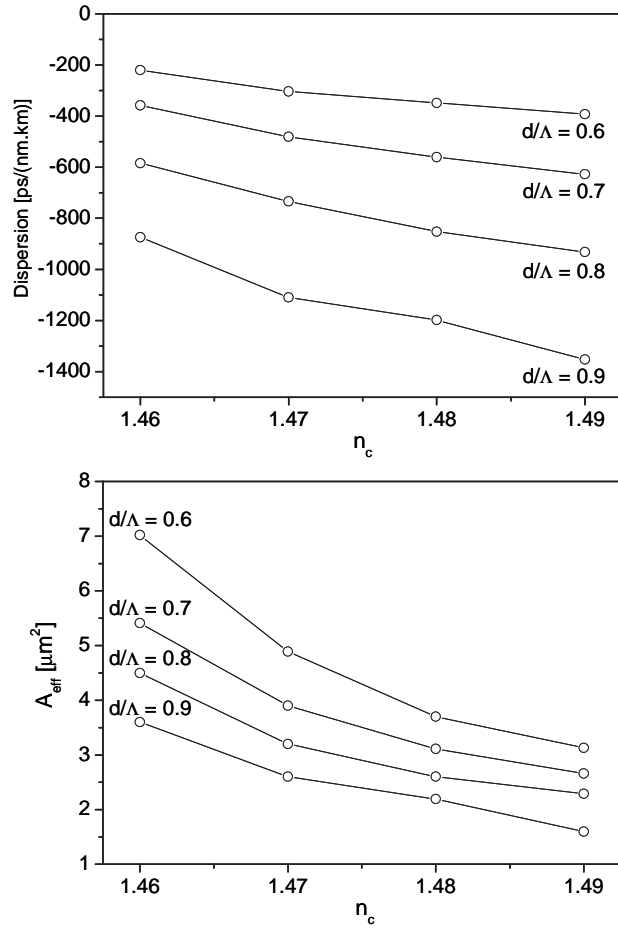 0
-200
-400
-600
-800
-1000
-1200
-1400
Dispersion [ps/(nm.km)]
d/Λ = 0.6
d/Λ = 0.7
d/Λ = 0.8
d/Λ = 0.9
1.46 1.47 1.48 1.49
n_c
8
7
6
5
4
3
2
1
A_eff [μm²]
d/Λ = 0.6
d/Λ = 0.7
d/Λ = 0.8
d/Λ = 0.9
1.46 1.47 1.48 1.49
n_c